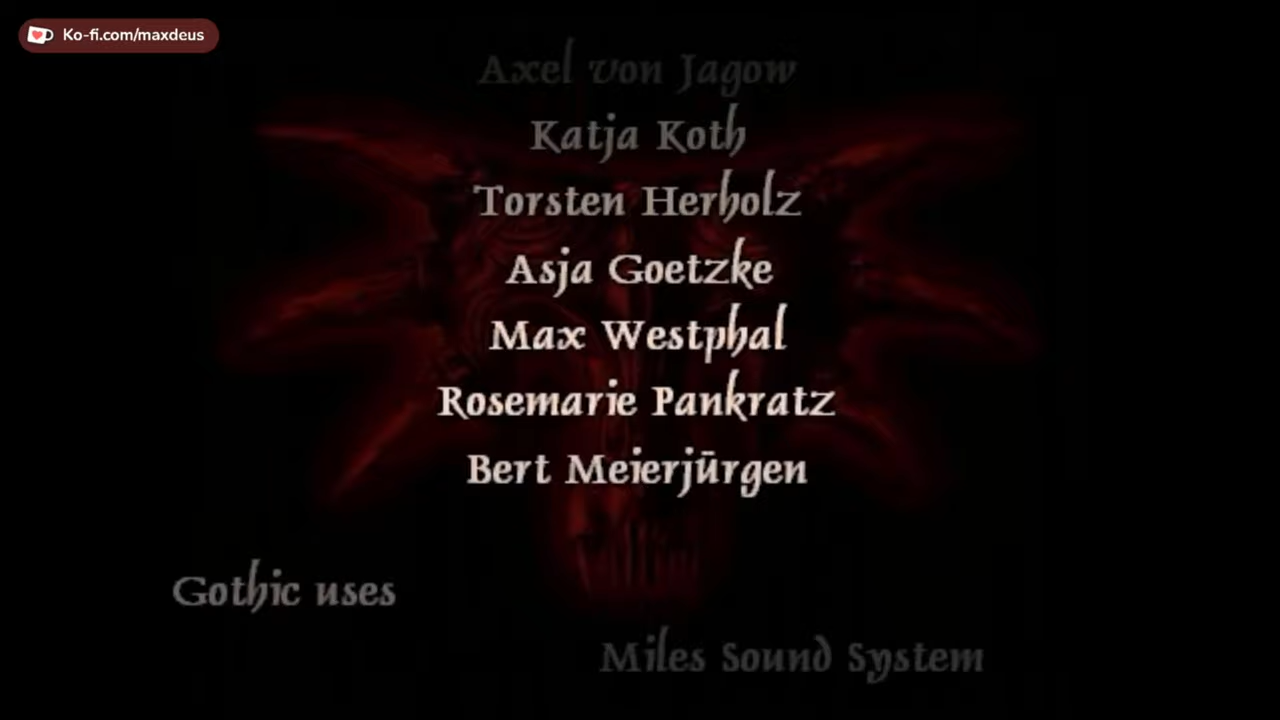 Ko-fi.com/maxdeus
Axel von Jagow
Katja Koth
Torsten Herholz
Asja Goetzke
Max Westphal
Rosemarie Pankratz
Bert Meierjürgen
Gothic uses
Miles Sound System